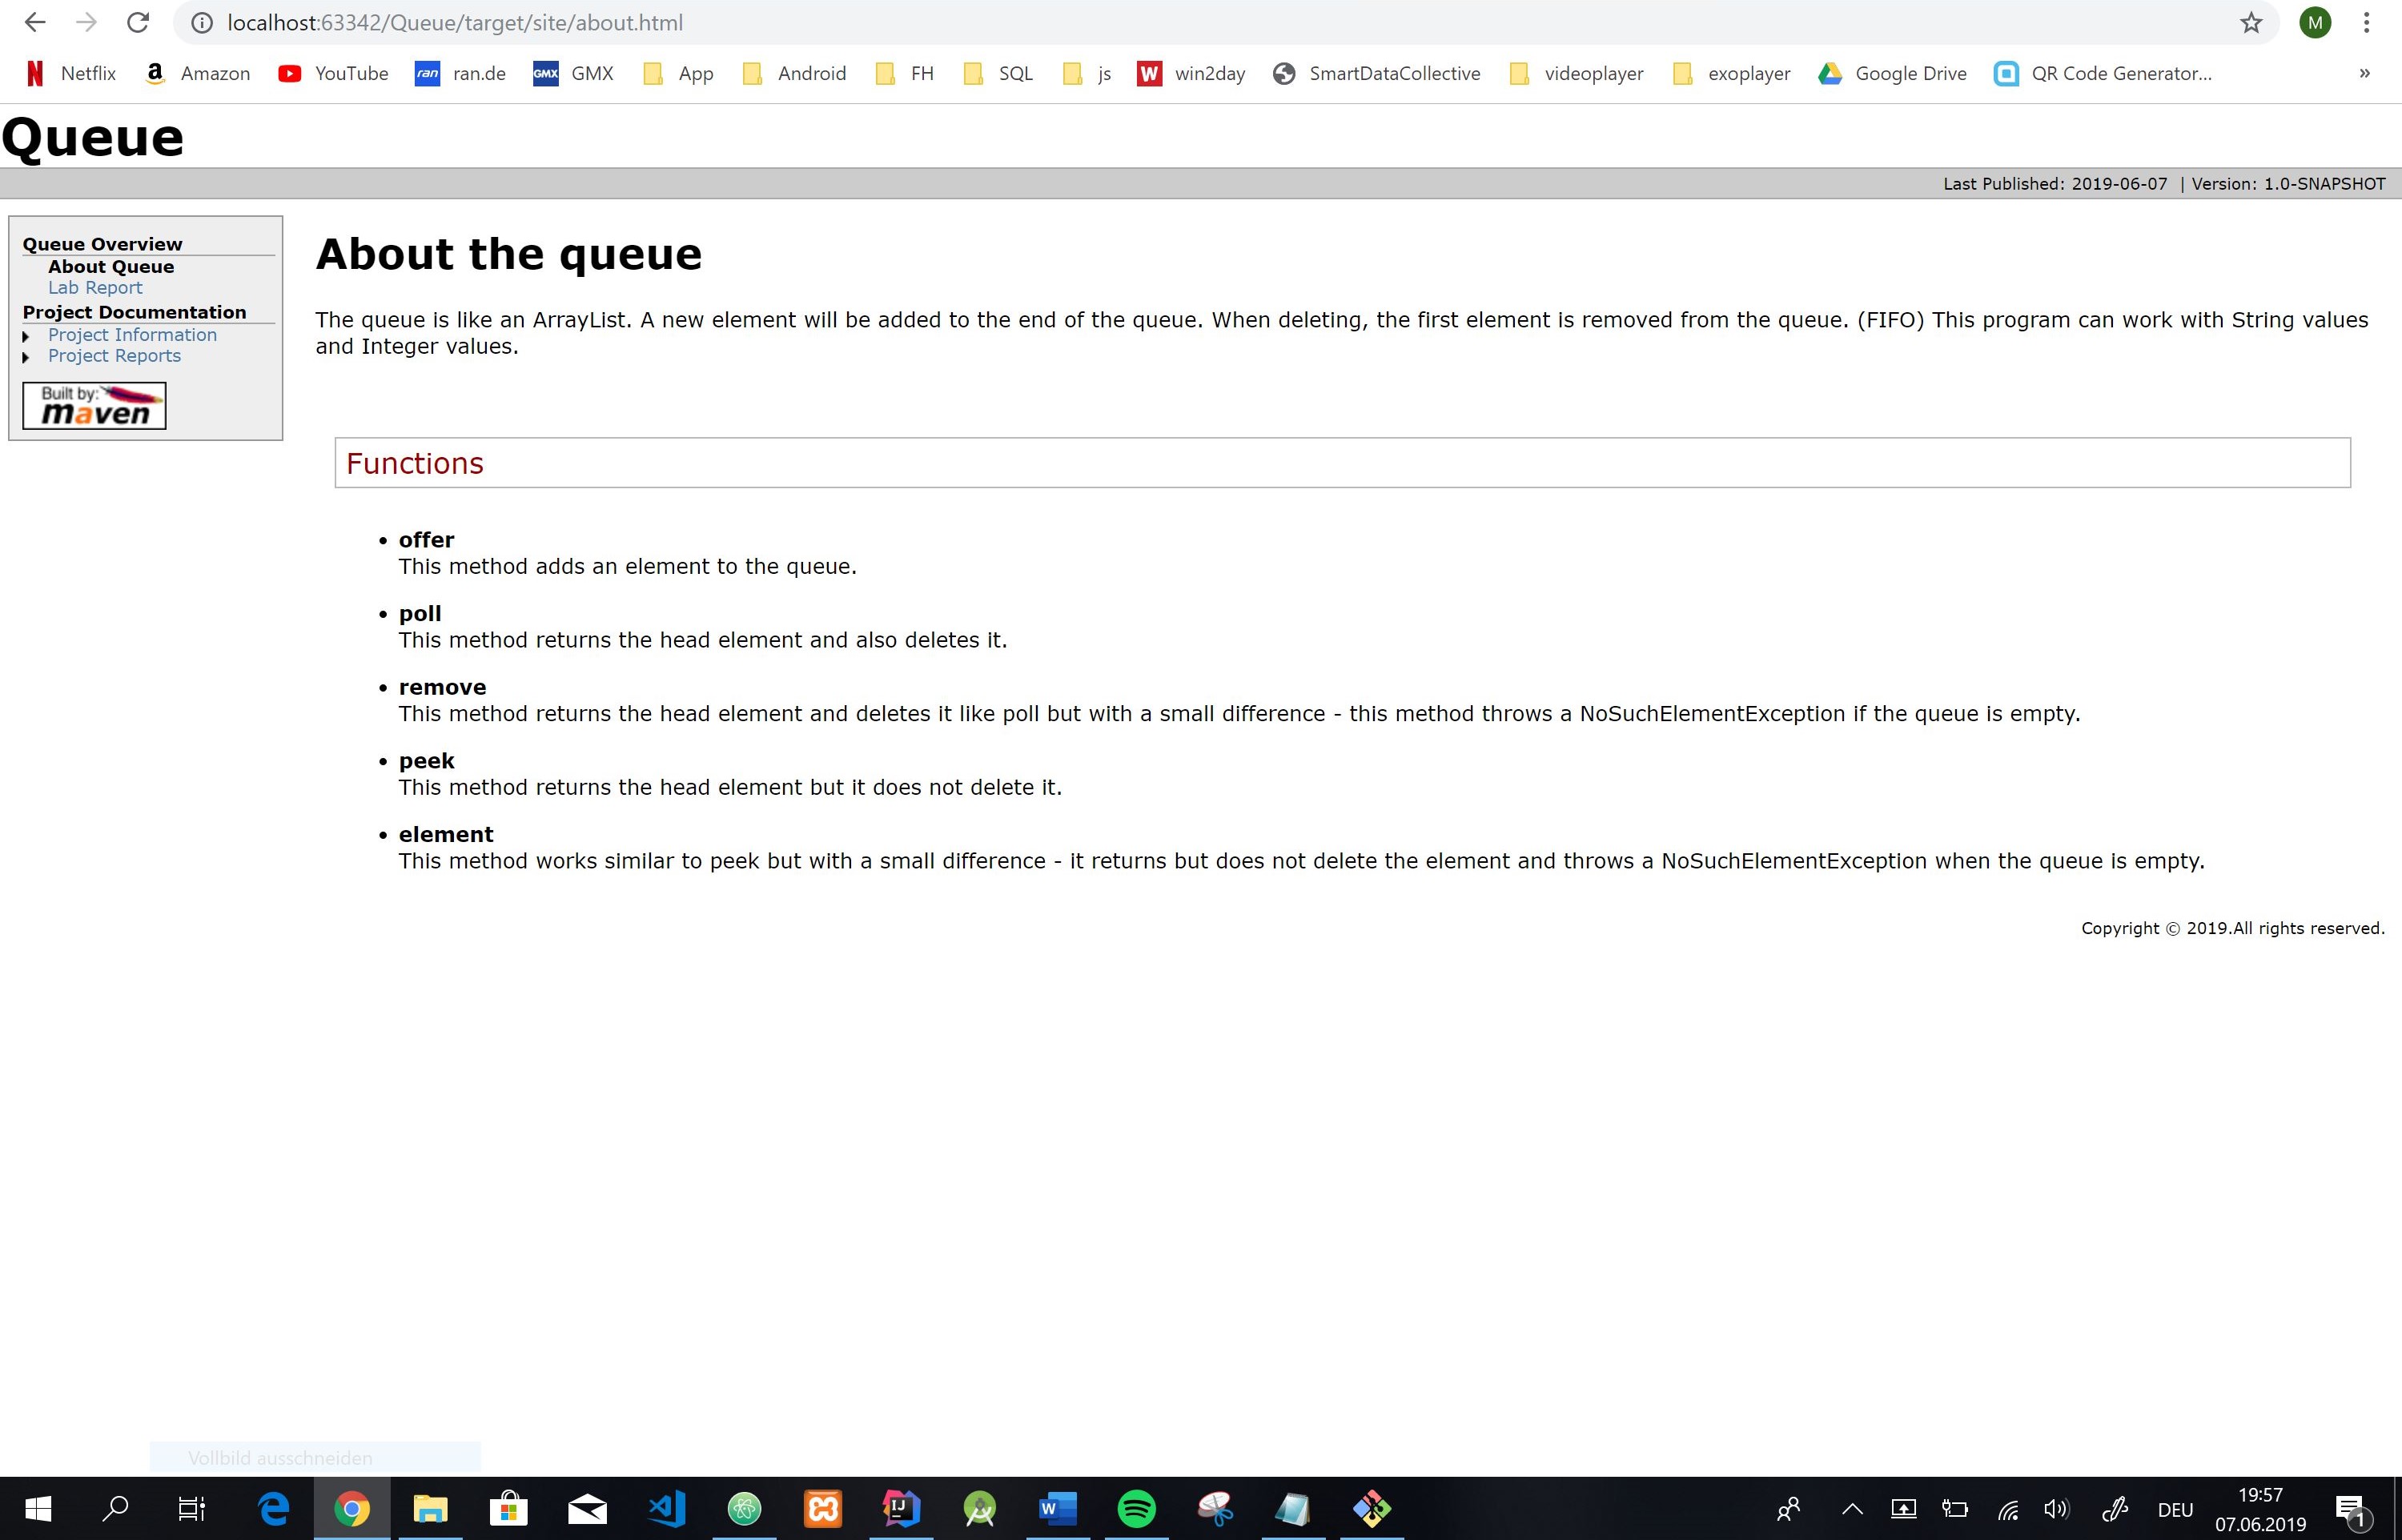 localhost:63342/Queue/target/site/about.html
M
Netflix Amazon YouTube ran ran.de GMX GMX App Android FH SQL js W win2day SmartDataCollective videoplayer exoplayer Google Drive QR Code Generator... »
Queue
Last Published: 2019-06-07 | Version: 1.0-SNAPSHOT
Queue Overview
About Queue
Lab Report
Project Documentation
Project Information
Project Reports
Built by:
maven
About the queue
The queue is like an ArrayList. A new element will be added to the end of the queue. When deleting, the first element is removed from the queue. (FIFO) This program can work with String values
and Integer values.
Functions
• offer
This method adds an element to the queue.
• poll
This method returns the head element and also deletes it.
• remove
This method returns the head element and deletes it like poll but with a small difference - this method throws a NoSuchElementException if the queue is empty.
• peek
This method returns the head element but it does not delete it.
• element
This method works similar to peek but with a small difference - it returns but does not delete the element and throws a NoSuchElementException when the queue is empty.
Copyright © 2019.All rights reserved.
Vollbild ausschneiden
IJ
W
DEU
19:57
07.06.2019
1